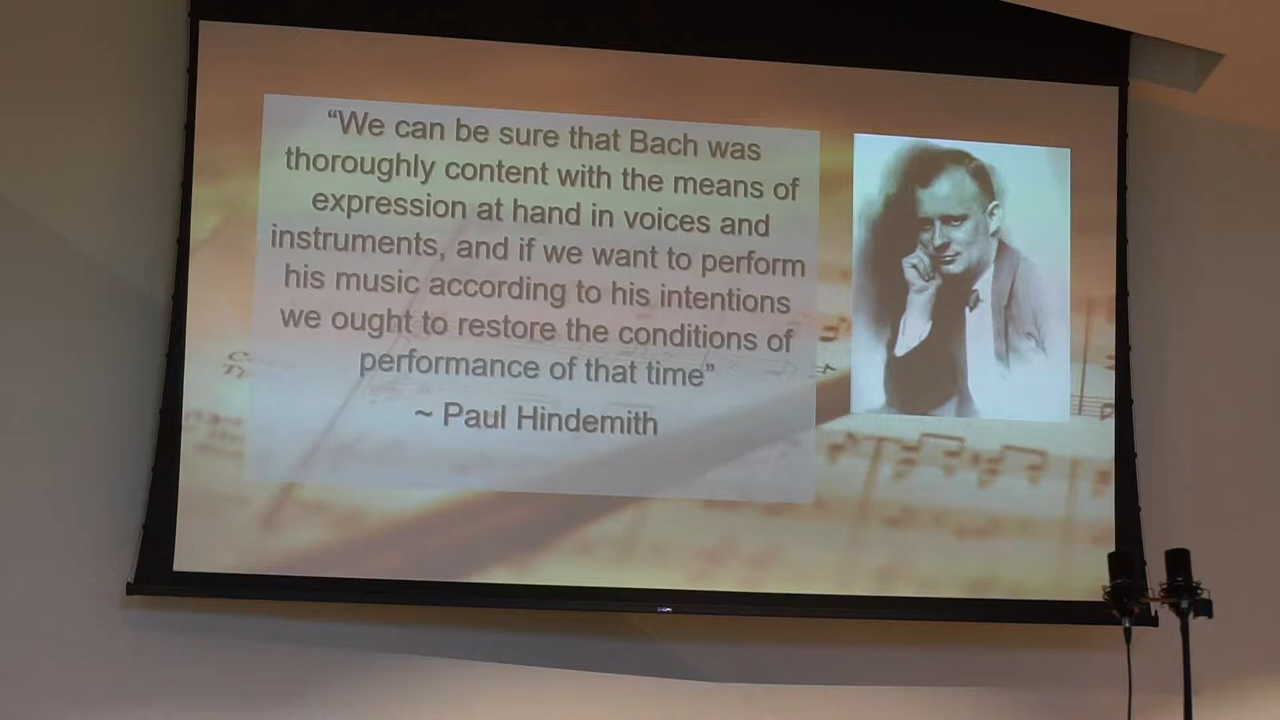 “We can be sure that Bach was
thoroughly content with the means of
expression at hand in voices and
instruments, and if we want to perform
his music according to his intentions
we ought to restore the conditions of
performance of that time”
~ Paul Hindemith